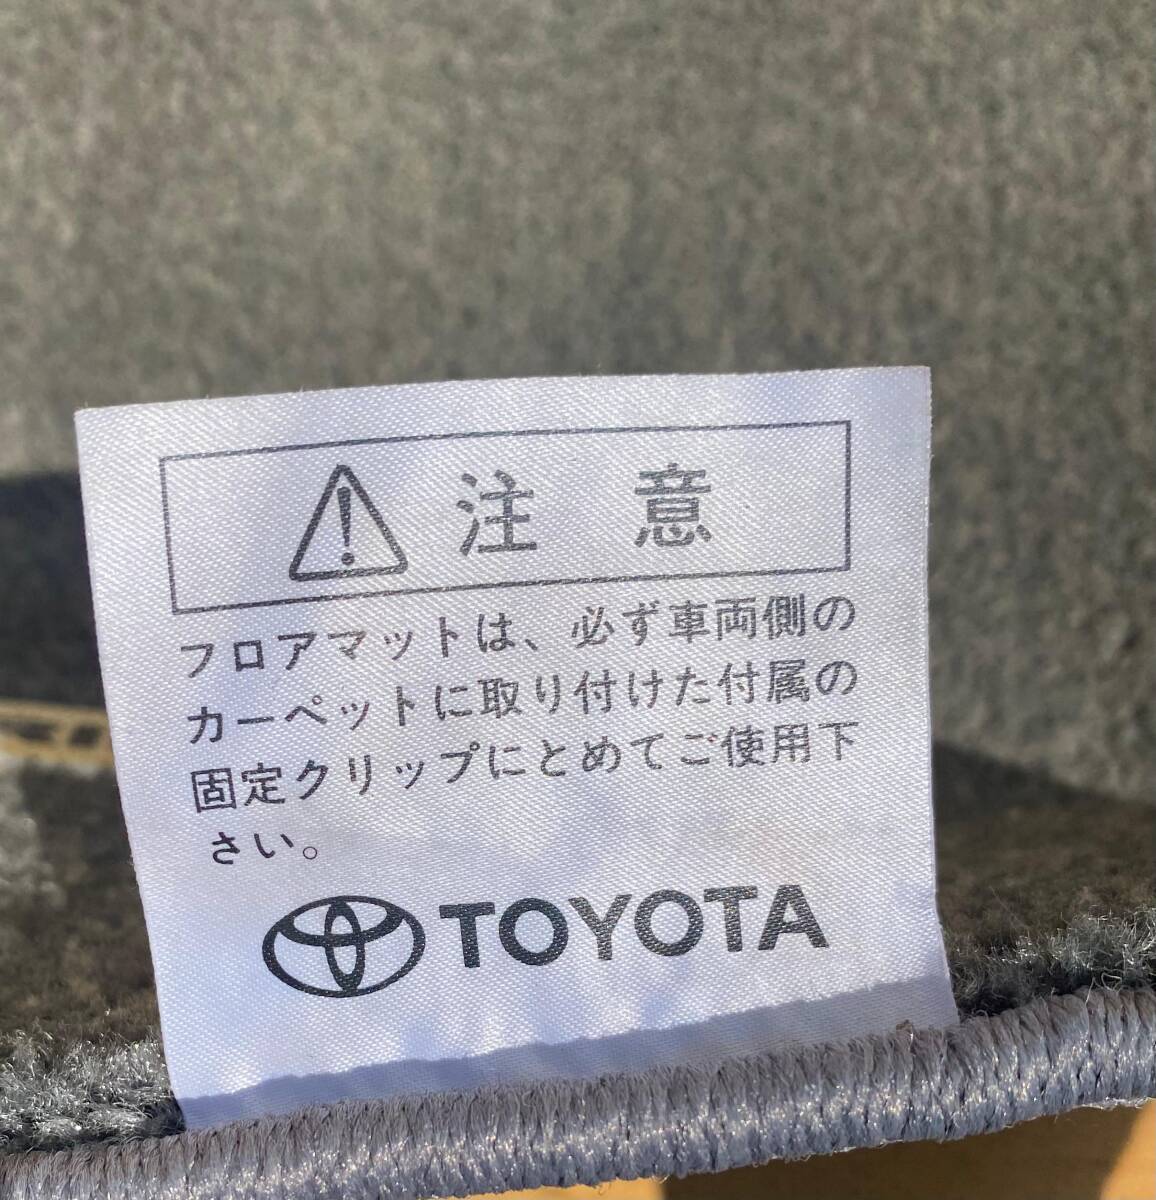 注意
フロアマットは、必ず車両側の
カーペットに取り付けた付属の
固定クリップにとめてご使用下
さい。
TOYOTA